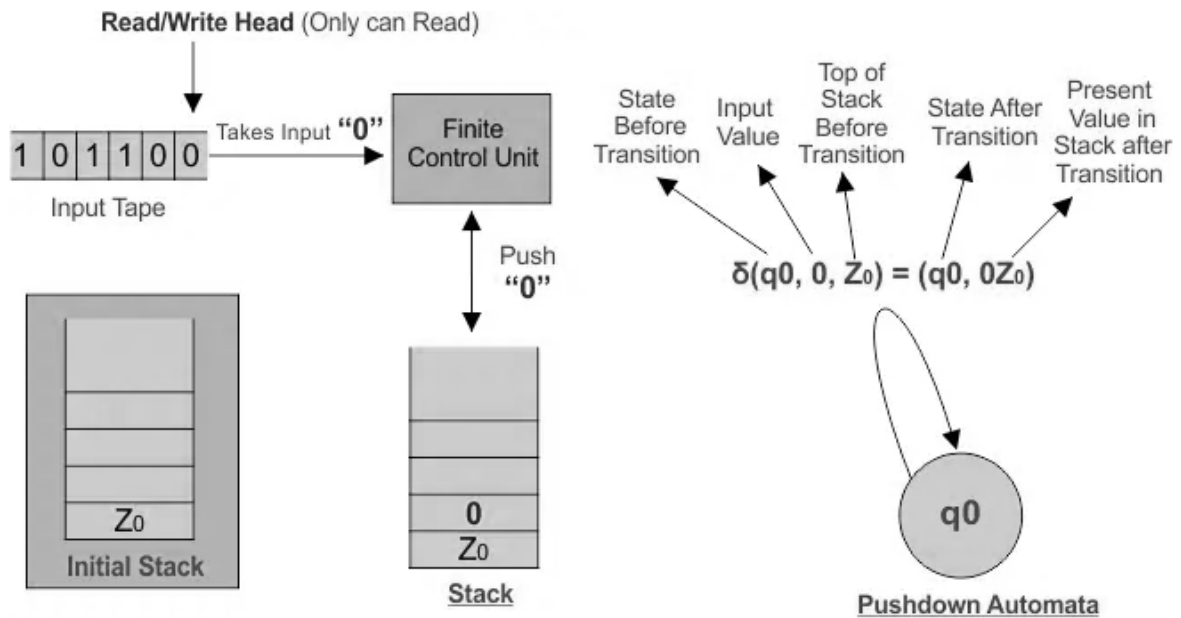 Read/Write Head (Only can Read)
1 0 1 1 0 0
Takes Input “0”
Input Tape
Finite
Control Unit
Push
“0”
Z0
Initial Stack
0
Z0
Stack
State
Before
Transition
Input
Value
Top of
Stack
Before
Transition
State After
Transition
Present
Value in
Stack after
Transition
δ(q0, 0, Z0) = (q0, 0Z0)
q0
Pushdown Automata